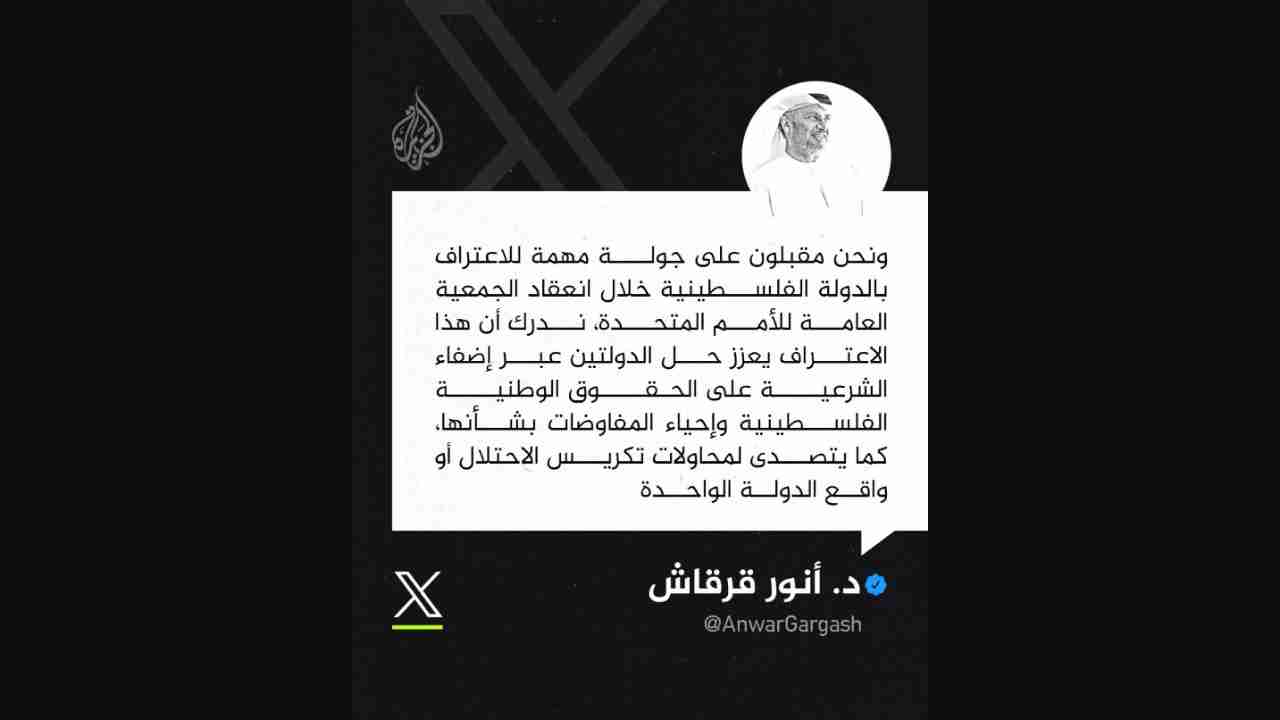 الجزيرة
ونحن مقبلون على جولة مهمة للاعتراف
بالدولة الفلسطينية خلال انعقاد الجمعية
العامة للأمم المتحدة، ندرك أن هذا
الاعتراف يعزز حل الدولتين عبر إضفاء
الشرعية على الحقوق الوطنية
الفلسطينية وإحياء المفاوضات بشأنها،
كما يتصدى لمحاولات تكريس الاحتلال أو
واقع الدولة الواحدة
د. أنور قرقاش
@AnwarGargash
X